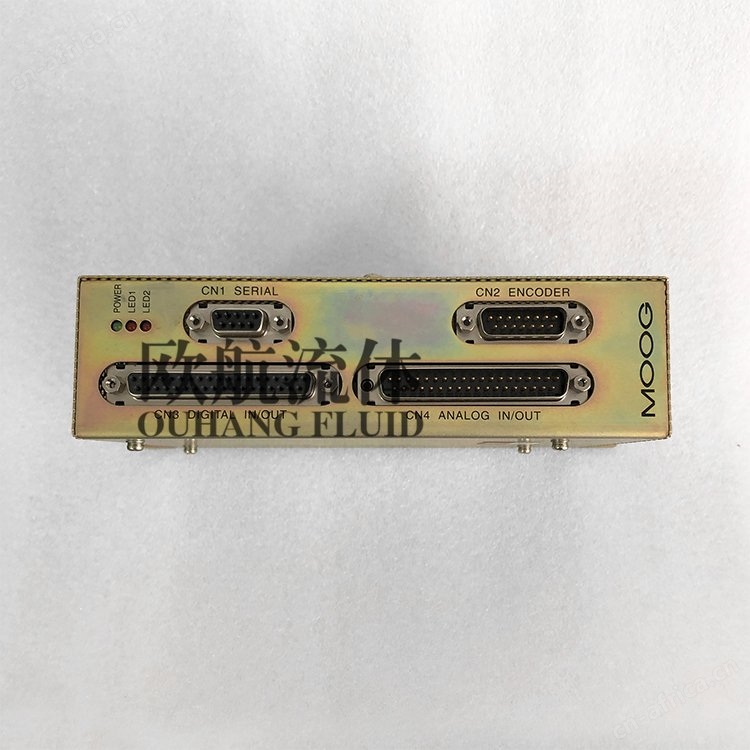 POWER
LED1
LED2
CN1 SERIAL
CN2 ENCODER
MOOG
欧航流体
CN3 DIGITAL IN/OUT
CN4 ANALOG IN/OUT
OUHANG FLUID